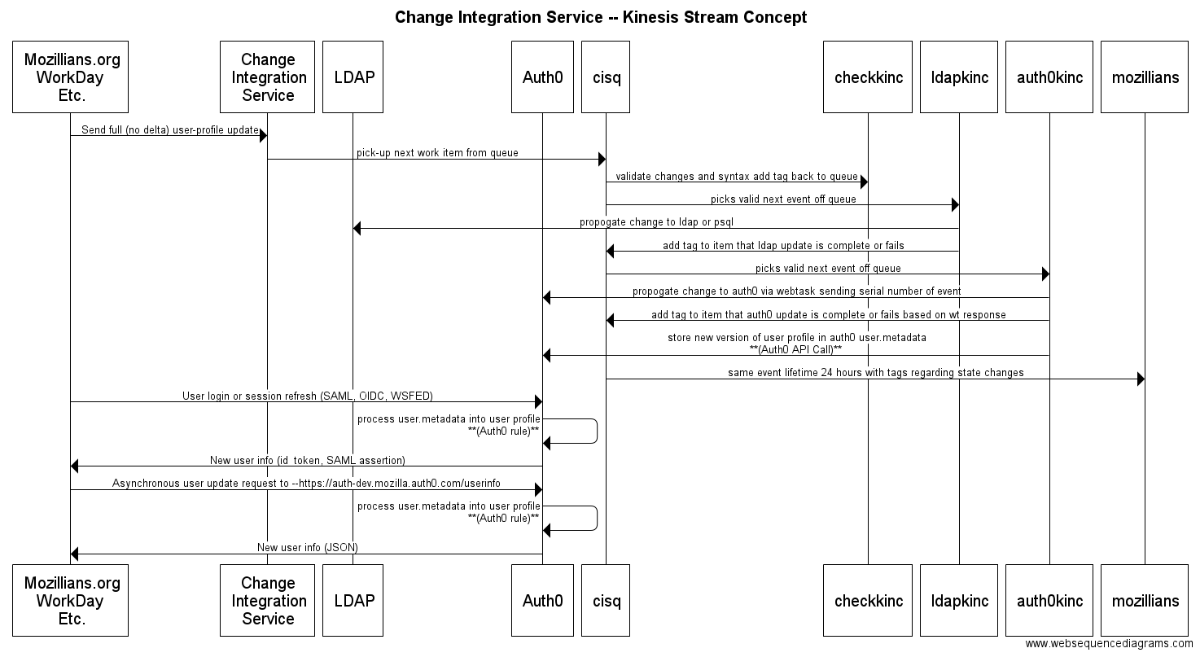 Change Integration Service -- Kinesis Stream Concept
Mozillians.org
WorkDay
Etc.
Change
Integration
Service
LDAP
Auth0
cisq
checkkinc
ldapkinc
auth0kinc
mozillians
Send full (no delta) user-profile update
pick-up next work item from queue
validate changes and syntax add tag back to queue
picks valid next event off queue
propogate change to ldap or psql
add tag to item that ldap update is complete or fails
picks valid next event off queue
propogate change to auth0 via webtask sending serial number of event
add tag to item that auth0 update is complete or fails based on wt response
store new version of user profile in auth0 user.metadata
**(Auth0 API Call)**
same event lifetime 24 hours with tags regarding state changes
User login or session refresh (SAML, OIDC, WSFED)
process user.metadata into user profile
**(Auth0 rule)**
New user info (id_token, SAML assertion)
Asynchronous user update request to --https://auth-dev.mozilla.auth0.com/userinfo
process user.metadata into user profile
**(Auth0 rule)**
New user info (JSON)
Mozillians.org
WorkDay
Etc.
Change
Integration
Service
LDAP
Auth0
cisq
checkkinc
ldapkinc
auth0kinc
mozillians
www.websequencediagrams.com